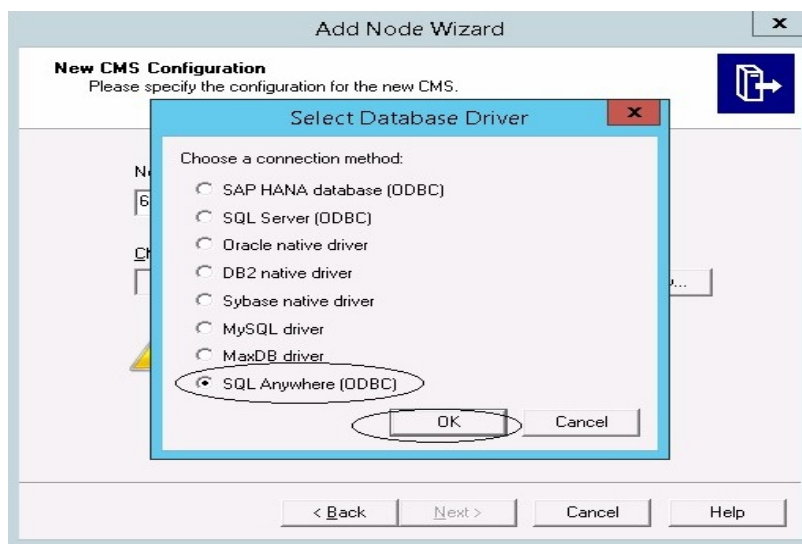 Add Node Wizard
x
New CMS Configuration
Please specify the configuration for the new CMS.
Select Database Driver
x
Choose a connection method:
SAP HANA database (ODBC)
SQL Server (ODBC)
Oracle native driver
DB2 native driver
Sybase native driver
MySQL driver
MaxDB driver
SQL Anywhere (ODBC)
6
OK
Cancel
< Back
Next >
Cancel
Help